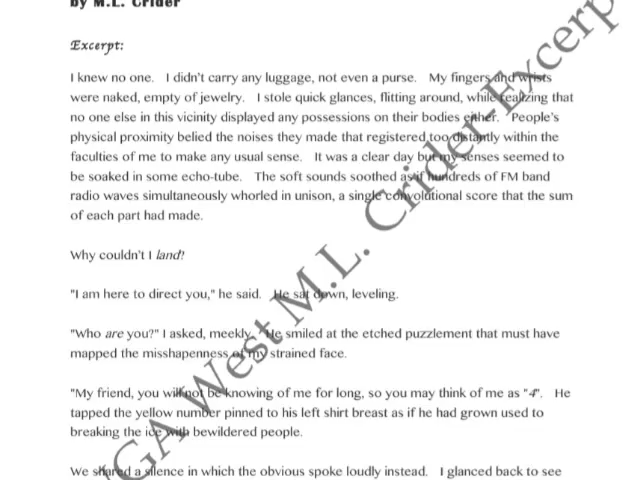 by M.L. Crider
Excerpt:
I knew no one. I didn't carry any luggage, not even a purse. My fingers and wrists
were naked, empty of jewelry. I stole quick glances, flitting around, while realizing that
no one else in this vicinity displayed any possessions on their bodies either. People's
physical proximity belied the noises they made that registered too distantly within the
faculties of me to make any usual sense. It was a clear day but my senses seemed to
be soaked in some echo-tube. The soft sounds soothed as if hundreds of FM band
radio waves simultaneously whorled in unison, a single convolutional score that the sum
of each part had made.
Why couldn't I land?
"I am here to direct you," he said. He sat down, leveling.
"Who are you?" I asked, meekly. He smiled at the etched puzzlement that must have
mapped the misshapenness of my strained face.
"My friend, you will not be knowing of me for long, so you may think of me as "4". He
tapped the yellow number pinned to his left shirt breast as if he had grown used to
breaking the ice with bewildered people.
We shared a silence in which the obvious spoke loudly instead. I glanced back to see
GA West M.L. Crider-Excerp